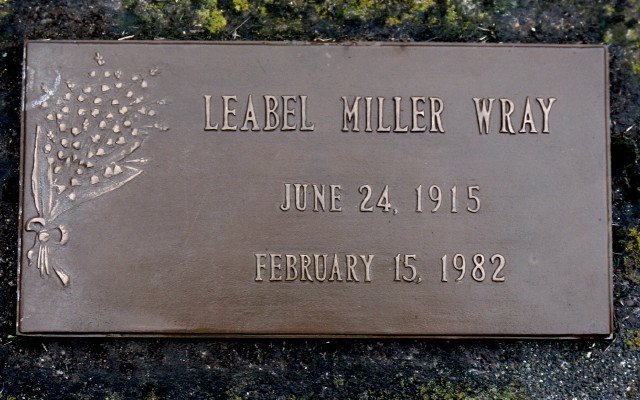 LEABEL MILLER WRAY
JUNE 24, 1915
FEBRUARY 15, 1982